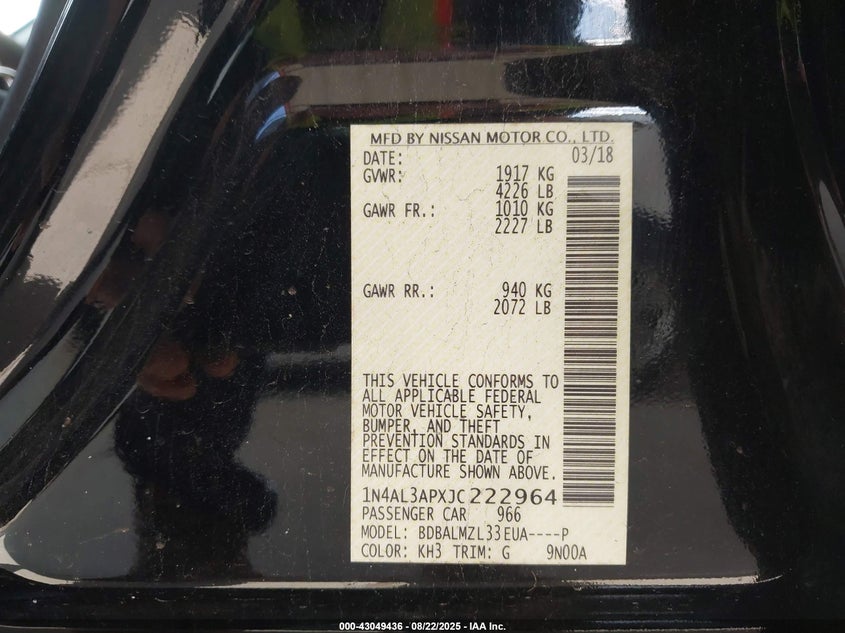 MFD BY NISSAN MOTOR CO., LTD.
DATE: 03/18
GVWR: 1917 KG
4226 LB
GAWR FR.: 1010 KG
2227 LB
GAWR RR.: 940 KG
2072 LB
THIS VEHICLE CONFORMS TO
ALL APPLICABLE FEDERAL
MOTOR VEHICLE SAFETY,
BUMPER, AND THEFT
PREVENTION STANDARDS IN
EFFECT ON THE DATE OF
MANUFACTURE SHOWN ABOVE.
1N4AL3APXJC222964
PASSENGER CAR 966
MODEL: BDBALMZL33EUA----P
COLOR: KH3 TRIM: G 9N00A
000-43049436 - 08/22/2025 - IAA Inc.